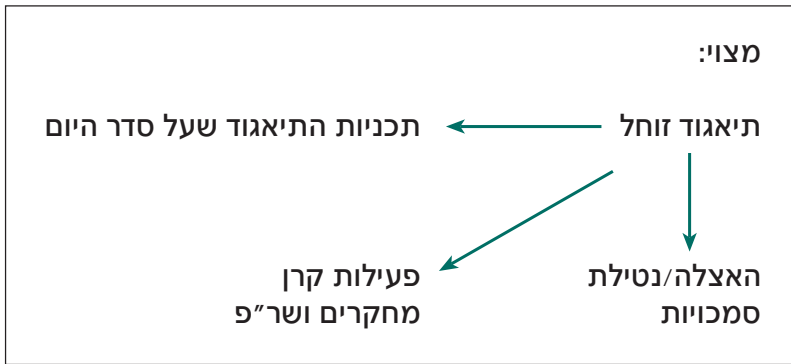 מצוי:
תיאגוד זוחל
תכניות התיאגוד שעל סדר היום
האצלה/נטילת
סמכויות
פעילות קרן
מחקרים ושר״פ